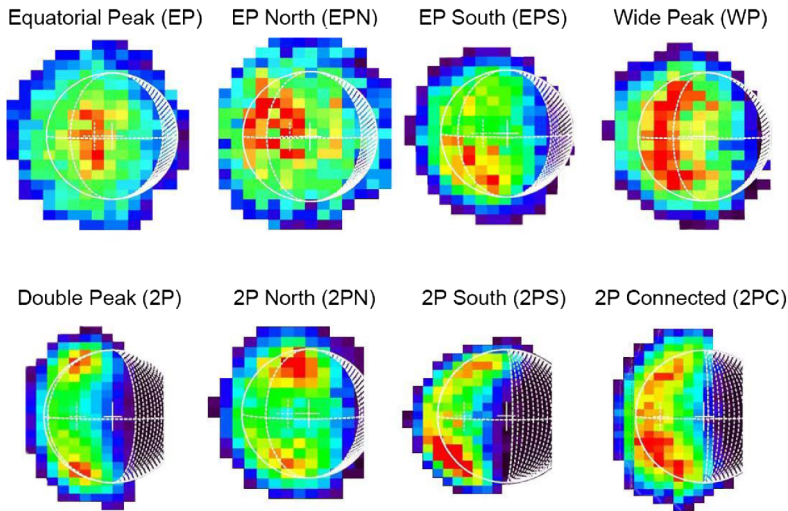 Equatorial Peak (EP) EP North (EPN) EP South (EPS) Wide Peak (WP)
Double Peak (2P) 2P North (2PN) 2P South (2PS) 2P Connected (2PC)